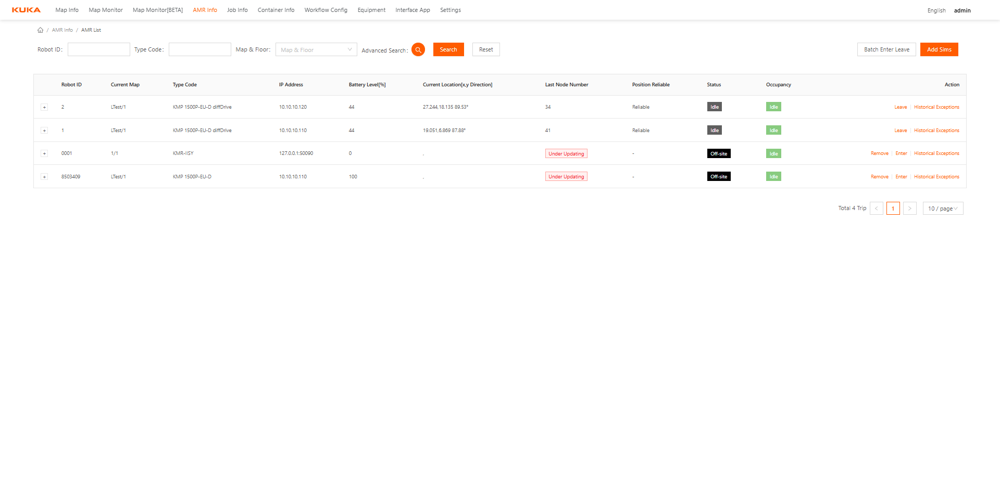 KUKA Map Info Map Monitor Map Monitor[BETA] AMR Info Job Info Container Info Workflow Config Equipment Interface App Settings English admin
/ AMR Info / AMR List
Robot ID: Type Code: Map & Floor: Map & Floor Advanced Search: Search Reset Batch Enter Leave Add Sims
Robot ID Current Map Type Code IP Address Battery Level[%] Current Location[x,y Direction] Last Node Number Position Reliable Status Occupancy Action
+ 2 LTest/1 KMP 1500P-EU-D diffDrive 10.10.10.120 44 27.244,18.135 89.53° 34 Reliable Idle Idle Leave Historical Exceptions
+ 1 LTest/1 KMP 1500P-EU-D diffDrive 10.10.10.110 44 19.051,6.869 87.88° 41 Reliable Idle Idle Leave Historical Exceptions
+ 0001 1/1 KMR-IISY 127.0.0.1:50090 0 , Under Updating - Off-site Idle Remove Enter Historical Exceptions
+ 8503409 LTest/1 KMP 1500P-EU-D 10.10.10.110 100 , Under Updating - Off-site Idle Remove Enter Historical Exceptions
Total 4 Trip < 1 > 10 / page